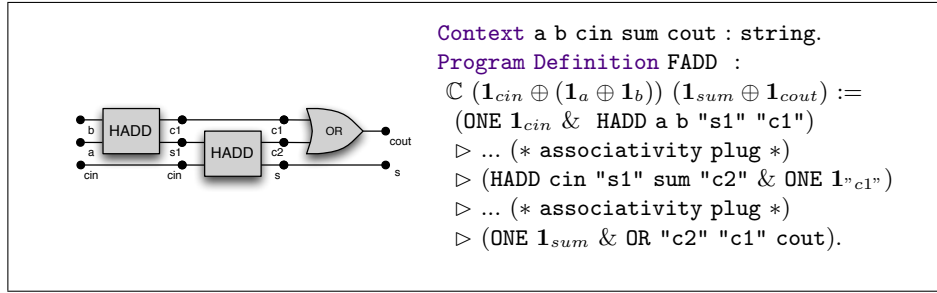 b
a
cin
HADD
c1
s1
cin
HADD
c1
c2
s
OR
cout
s
Context a b cin sum cout : string.
Program Definition FADD :
ℂ (𝟏cin ⊕ (𝟏a ⊕ 𝟏b)) (𝟏sum ⊕ 𝟏cout) :=
(ONE 𝟏cin & HADD a b "s1" "c1")
▷ ... (* associativity plug *)
▷ (HADD cin "s1" sum "c2" & ONE 𝟏"c1")
▷ ... (* associativity plug *)
▷ (ONE 𝟏sum & OR "c2" "c1" cout).